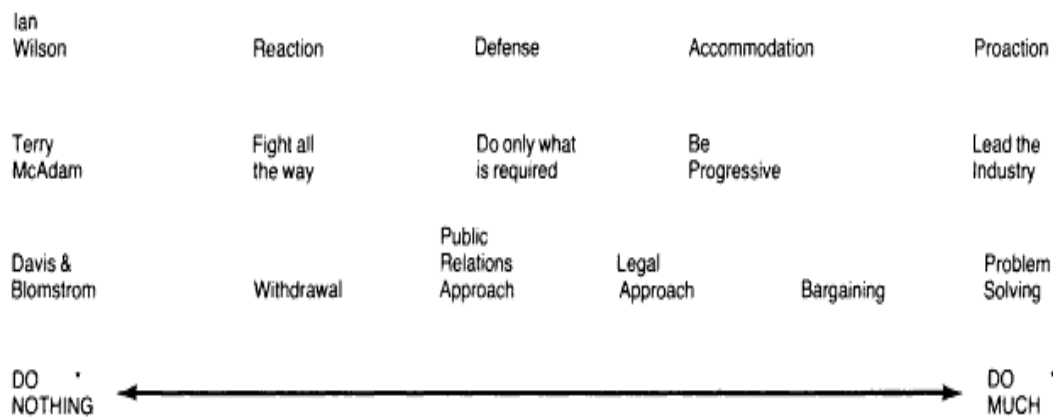 Ian
Wilson Reaction Defense Accommodation Proaction
Terry Fight all Do only what Be Lead the
McAdam the way is required Progressive Industry
Public
Davis & Relations Legal Problem
Blomstrom Withdrawal Approach Approach Bargaining Solving
DO DO
NOTHING MUCH